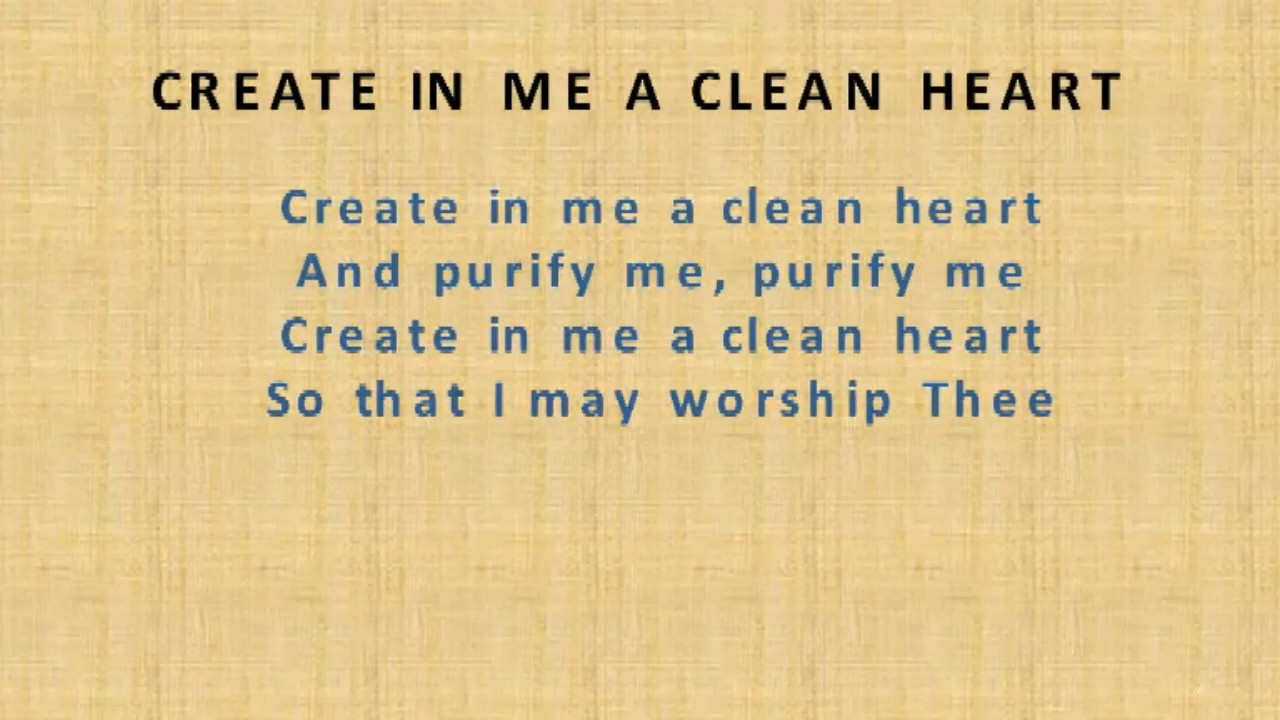 CREATE IN ME A CLEAN HEART
Create in me a clean heart
And purify me, purify me
Create in me a clean heart
So that I may worship Thee